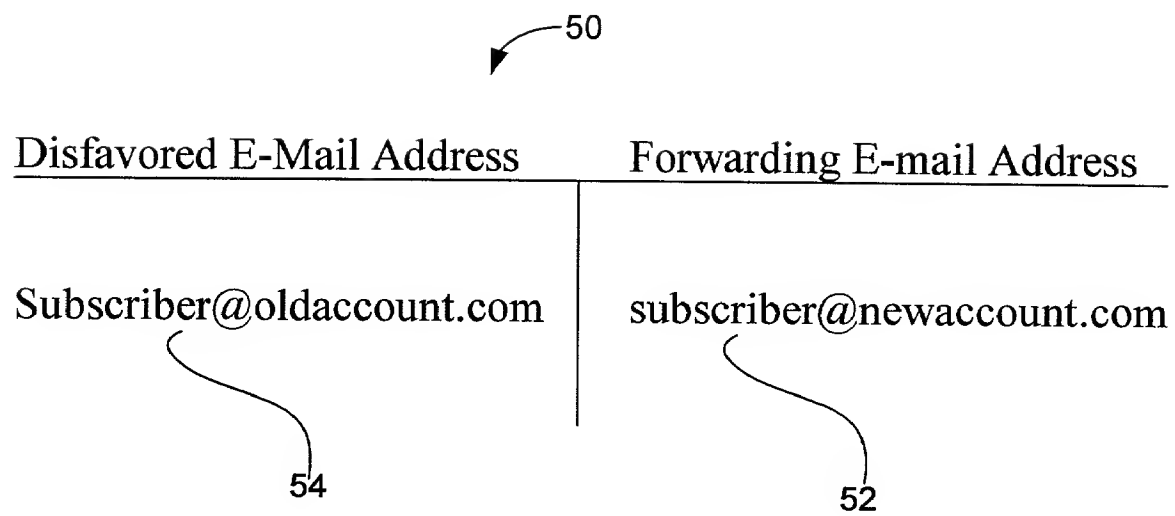 50
Disfavored E-Mail Address Forwarding E-mail Address
Subscriber@oldaccount.com subscriber@newaccount.com
54 52